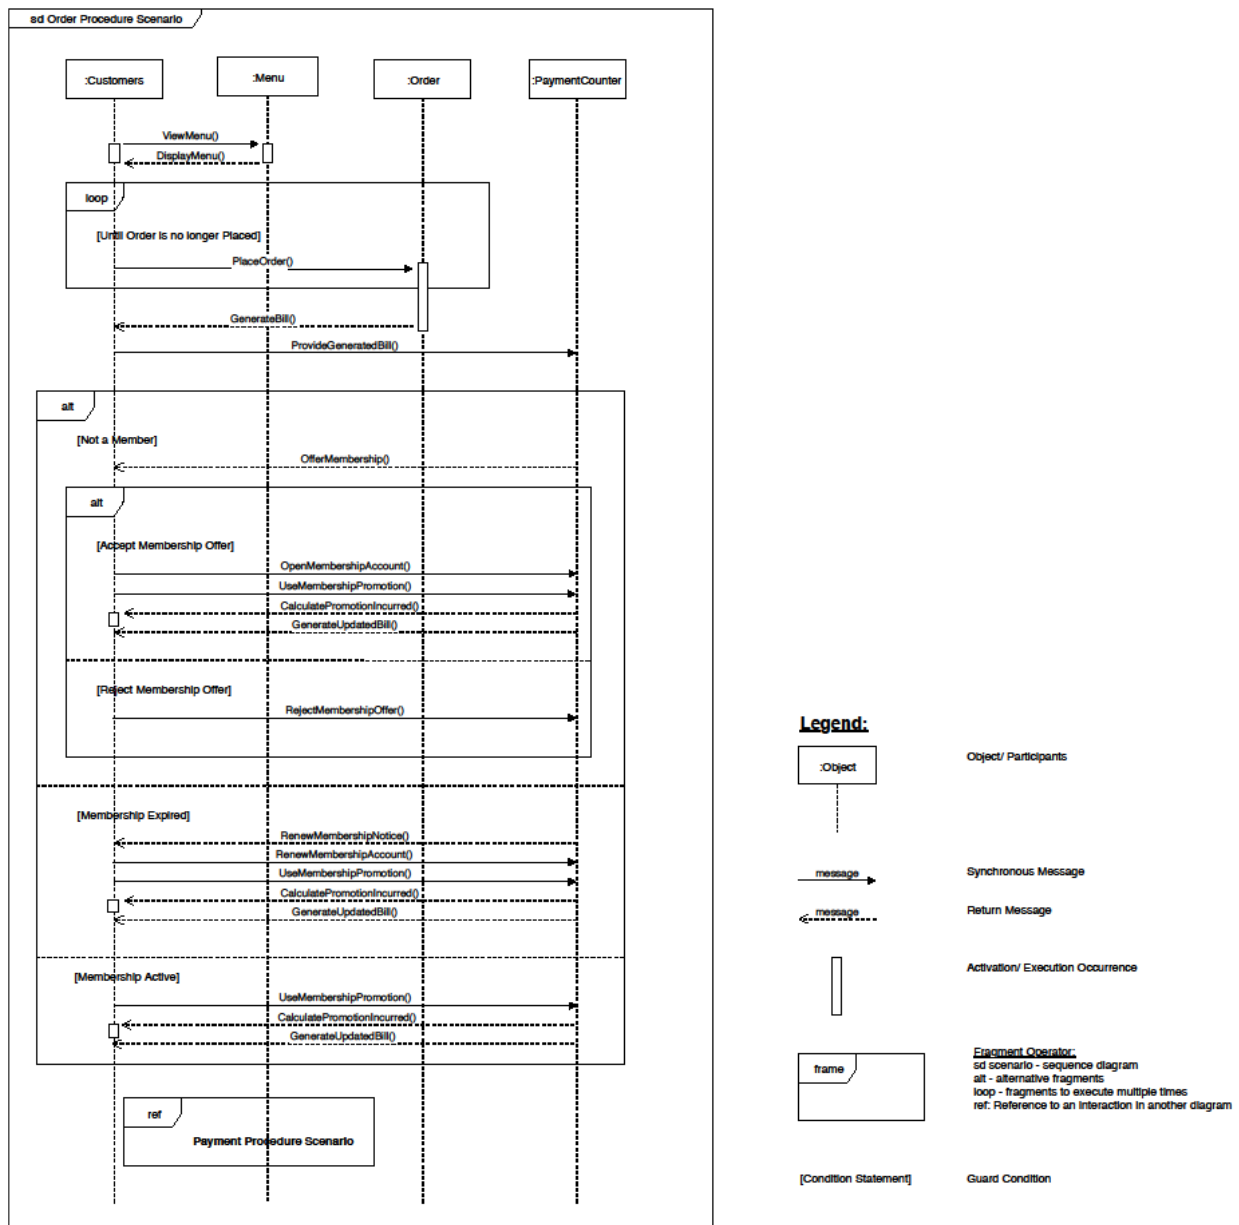 sd Order Procedure Scenario
:Customers
:Menu
:Order
:PaymentCounter
ViewMenu()
DisplayMenu()
loop
[Until Order is no longer Placed]
PlaceOrder()
GenerateBill()
ProvideGeneratedBill()
alt
[Not a Member]
OfferMembership()
alt
[Accept Membership Offer]
OpenMembershipAccount()
UseMembershipPromotion()
CalculatePromotionIncurred()
GenerateUpdatedBill()
[Reject Membership Offer]
RejectMembershipOffer()
[Membership Expired]
RenewMembershipNotice()
RenewMembershipAccount()
UseMembershipPromotion()
CalculatePromotionIncurred()
GenerateUpdatedBill()
[Membership Active]
UseMembershipPromotion()
CalculatePromotionIncurred()
GenerateUpdatedBill()
ref
Payment Procedure Scenario
Legend:
:Object
Object/ Participants
message
Synchronous Message
message
Return Message
Activation/ Execution Occurrence
frame
Fragment Operator:
sd scenario - sequence diagram
alt - alternative fragments
loop - fragments to execute multiple times
ref: Reference to an interaction in another diagram
[Condition Statement]
Guard Condition